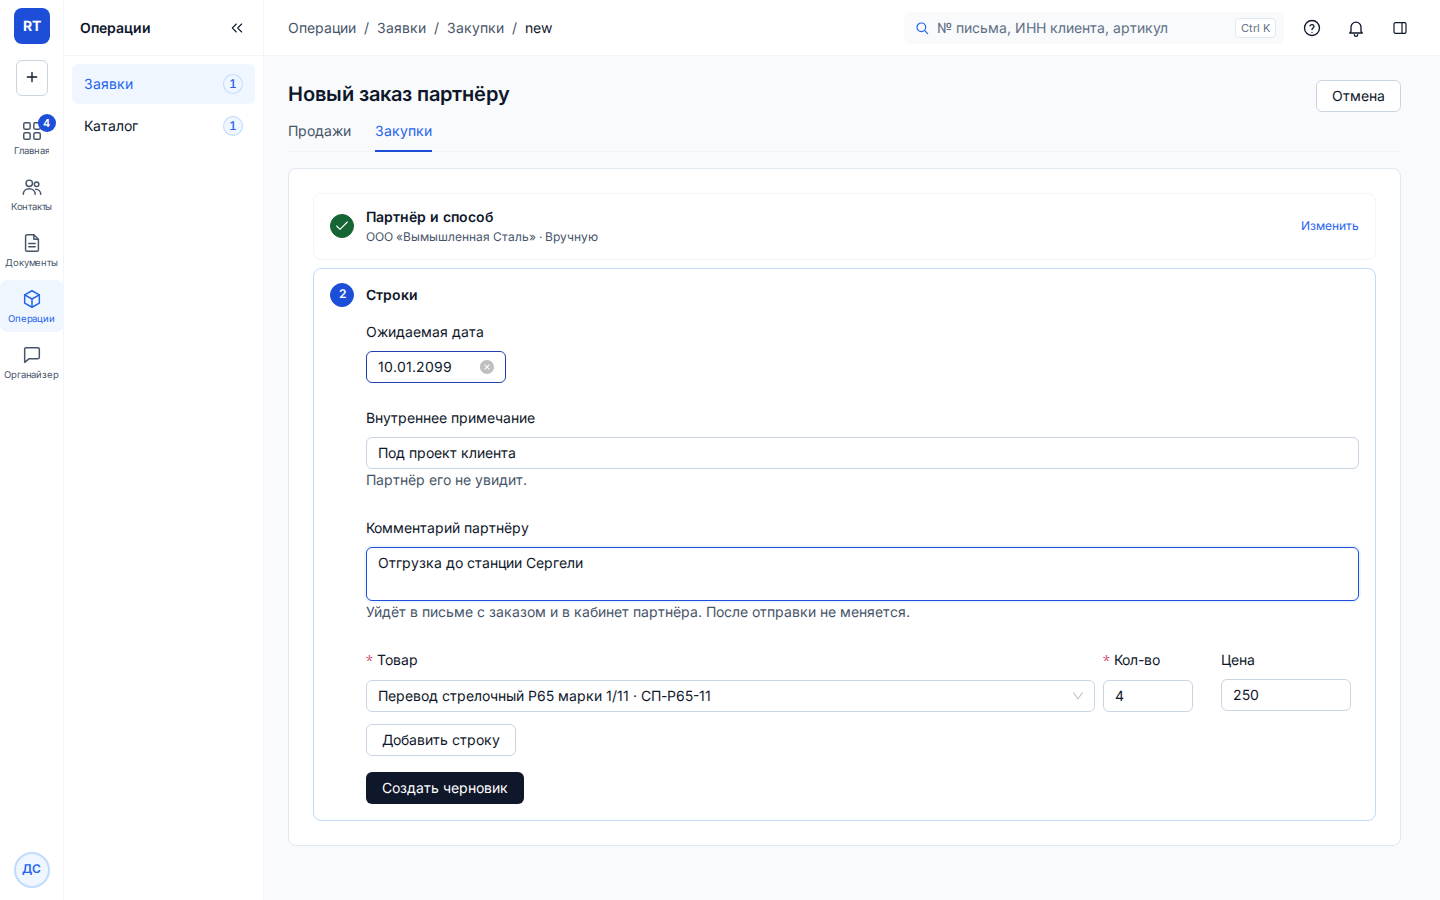 RT
Операции
Операции / Заявки / Закупки / new
№ письма, ИНН клиента, артикул
Ctrl K
4
Главная
Контакты
Документы
Операции
Органайзер
ДС
Заявки 1
Каталог 1
Новый заказ партнёру
Отмена
Продажи Закупки
Партнёр и способ
ООО «Вымышленная Сталь» · Вручную
Изменить
2 Строки
Ожидаемая дата
10.01.2099
Внутреннее примечание
Под проект клиента
Партнёр его не увидит.
Комментарий партнёру
Отгрузка до станции Сергели
Уйдёт в письме с заказом и в кабинет партнёра. После отправки не меняется.
* Товар * Кол-во Цена
Перевод стрелочный Р65 марки 1/11 · СП-Р65-11 4 250
Добавить строку
Создать черновик